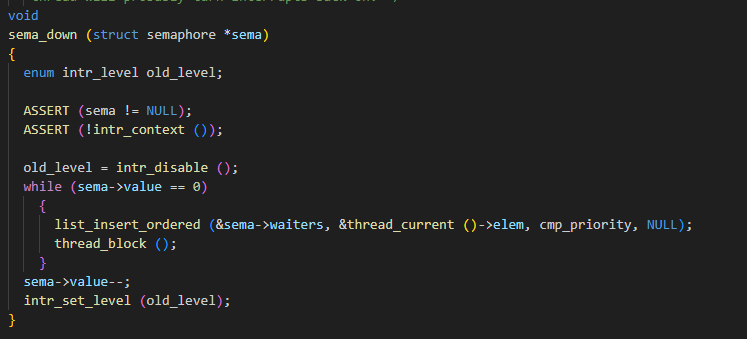 void
sema_down (struct semaphore *sema)
{
  enum intr_level old_level;

  ASSERT (sema != NULL);
  ASSERT (!intr_context ());

  old_level = intr_disable ();
  while (sema->value == 0)
    {
      list_insert_ordered (&sema->waiters, &thread_current ()->elem, cmp_priority, NULL);
      thread_block ();
    }
  sema->value--;
  intr_set_level (old_level);
}